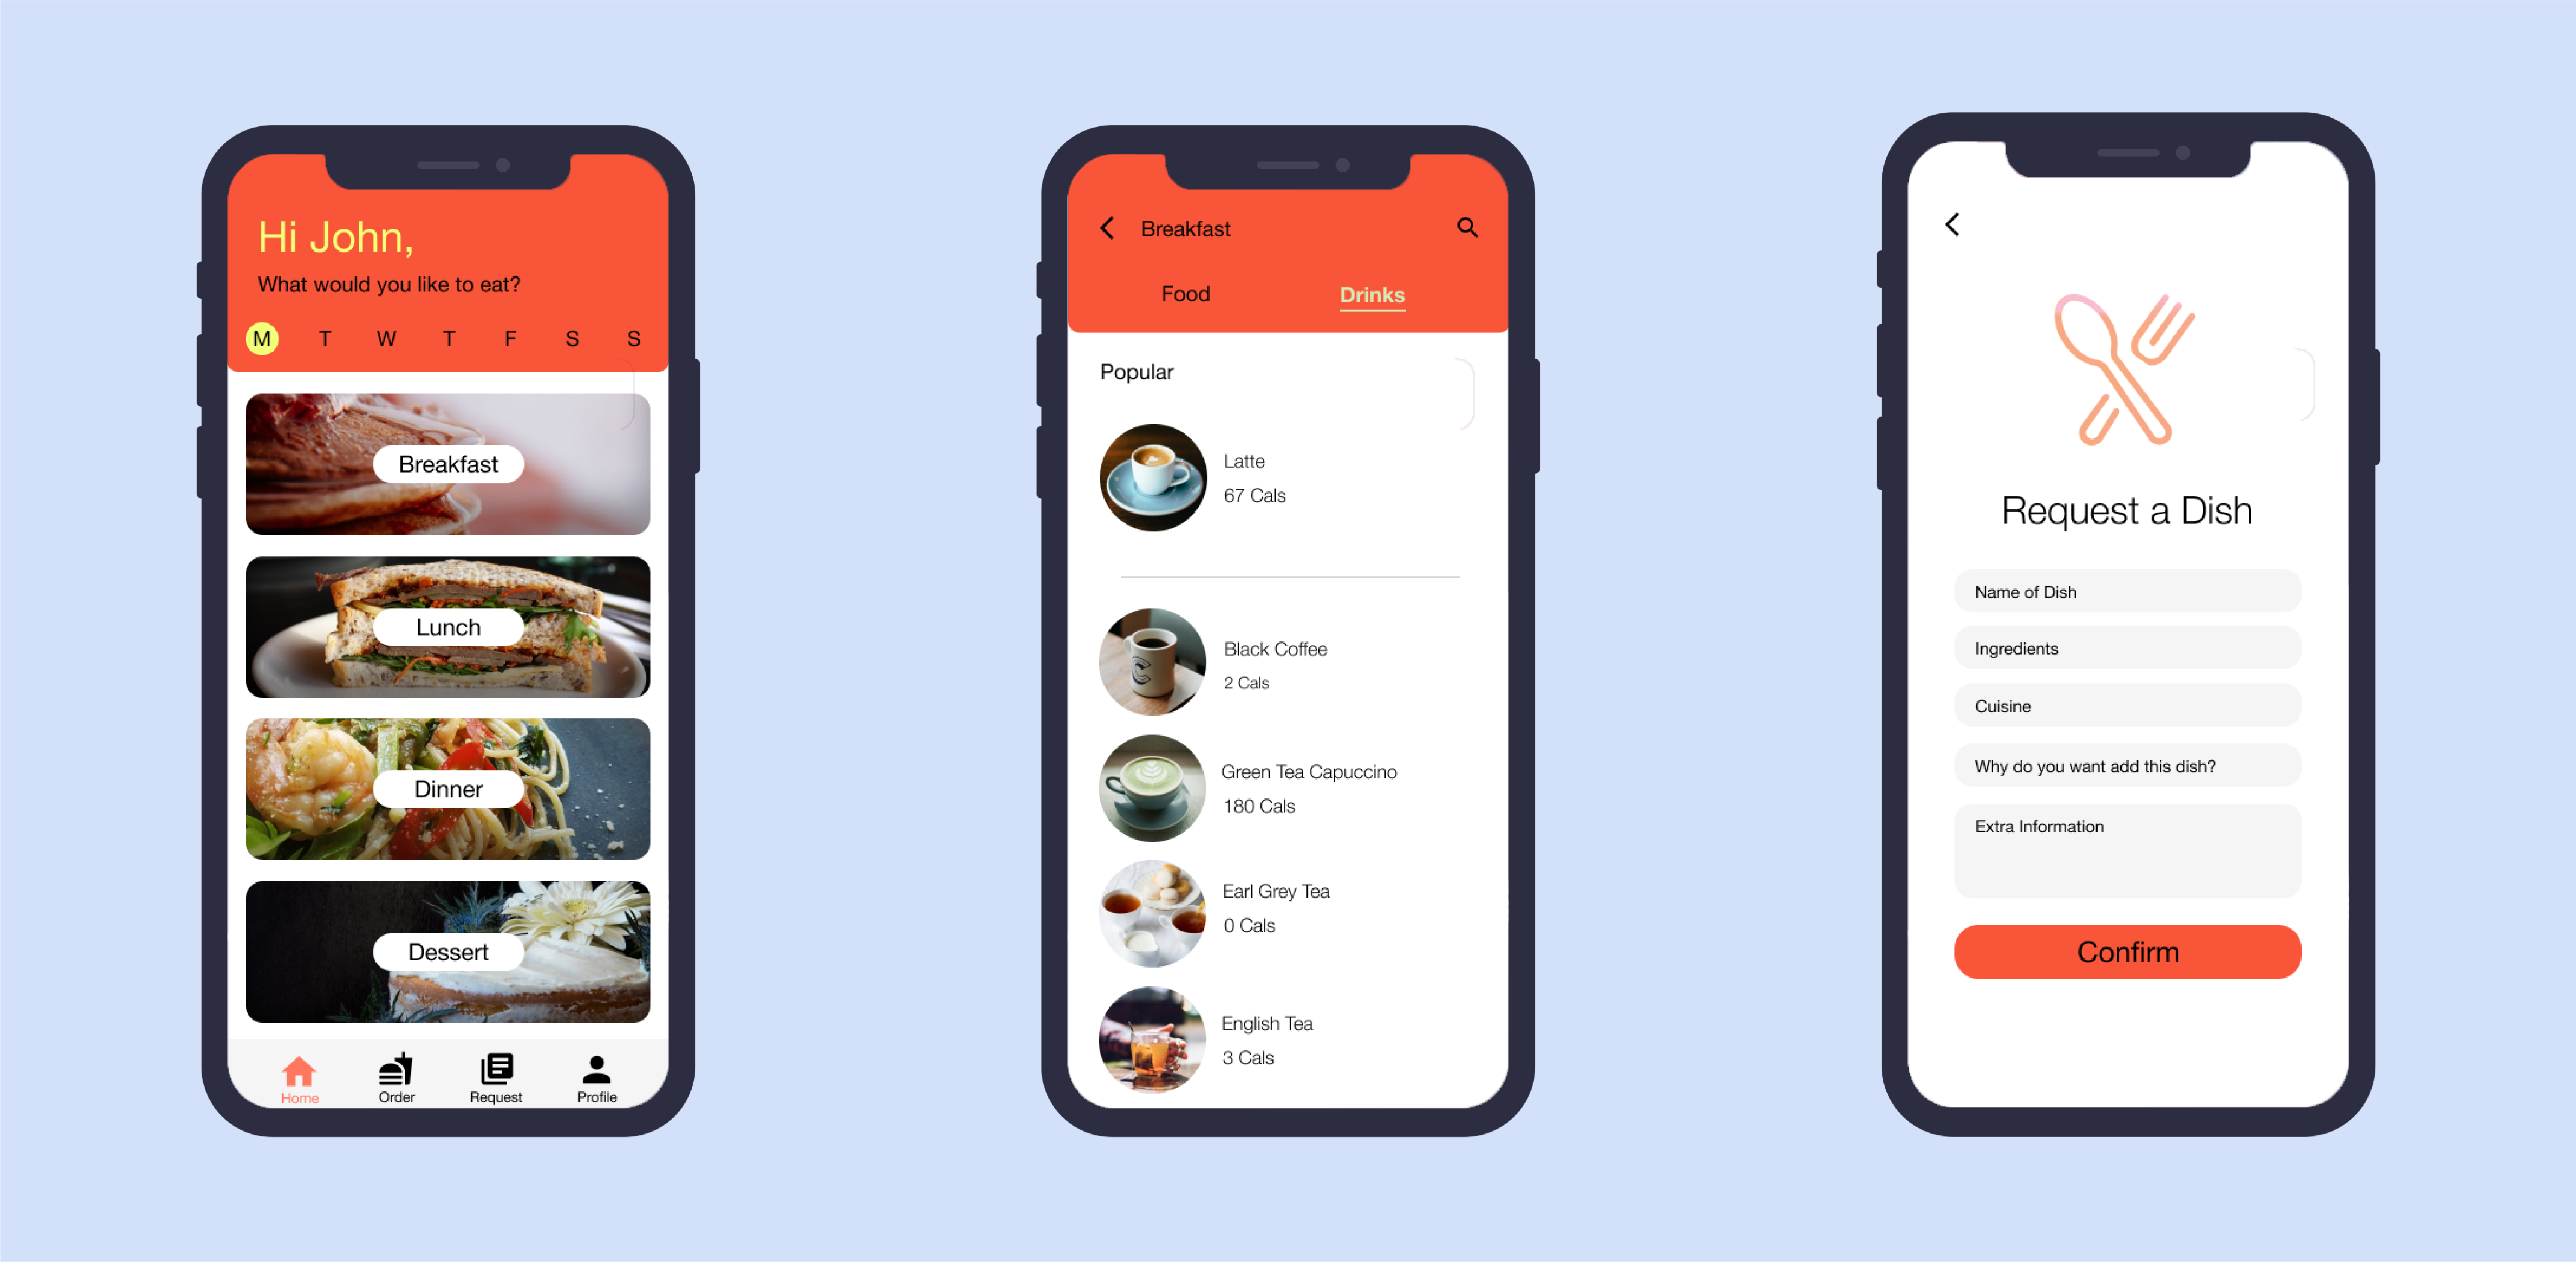 Hi John,
What would you like to eat?
M T W T F S S
Breakfast
Lunch
Dinner
Dessert
Home Order Request Profile
Breakfast
Food Drinks
Popular
Latte
67 Cals
Black Coffee
2 Cals
Green Tea Capuccino
180 Cals
Earl Grey Tea
0 Cals
English Tea
3 Cals
Request a Dish
Name of Dish
Ingredients
Cuisine
Why do you want add this dish?
Extra Information
Confirm